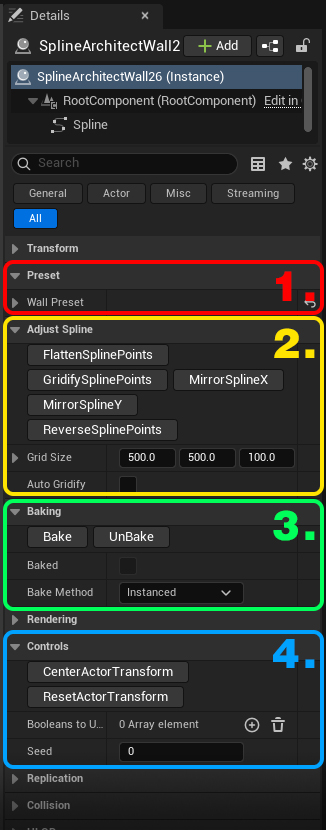 Details
SplineArchitectWall2
Add
SplineArchitectWall26 (Instance)
RootComponent (RootComponent) Edit in
Spline
Search
General Actor Misc Streaming
All
Transform
Preset
1.
Wall Preset
Adjust Spline
2.
FlattenSplinePoints
GridifySplinePoints MirrorSplineX
MirrorSplineY
ReverseSplinePoints
Grid Size 500.0 500.0 100.0
Auto Gridify
Baking
3.
Bake UnBake
Baked
Bake Method Instanced
Rendering
Controls
4.
CenterActorTransform
ResetActorTransform
Booleans to U... 0 Array element
Seed 0
Replication
Collision